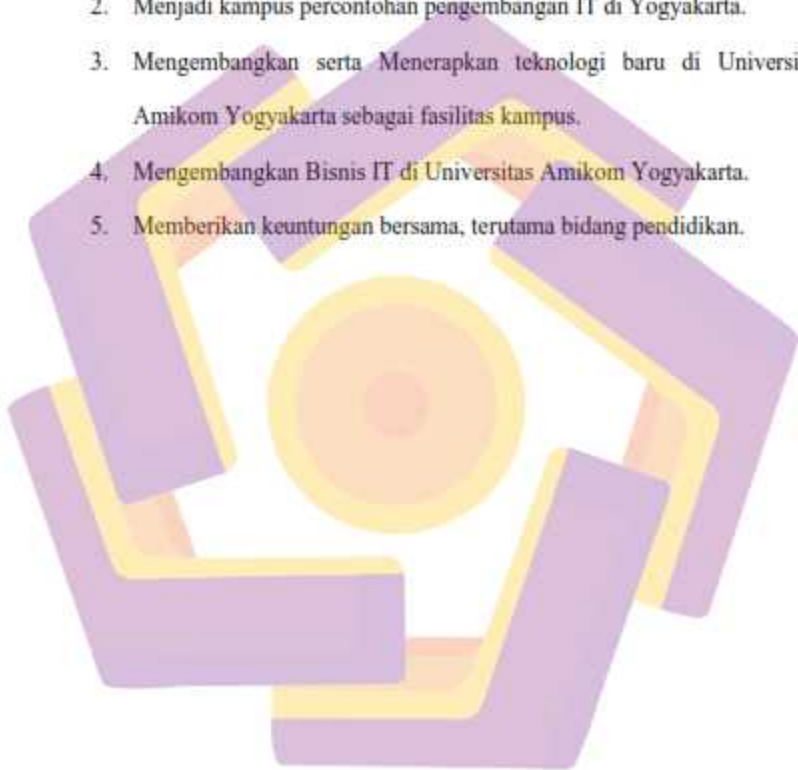 2. Menjadi kampus percontohan pengembangan IT di Yogyakarta.
3. Mengembangkan serta Menerapkan teknologi baru di Universi
Amikom Yogyakarta sebagai fasilitas kampus.
4. Mengembangkan Bisnis IT di Universitas Amikom Yogyakarta.
5. Memberikan keuntungan bersama, terutama bidang pendidikan.